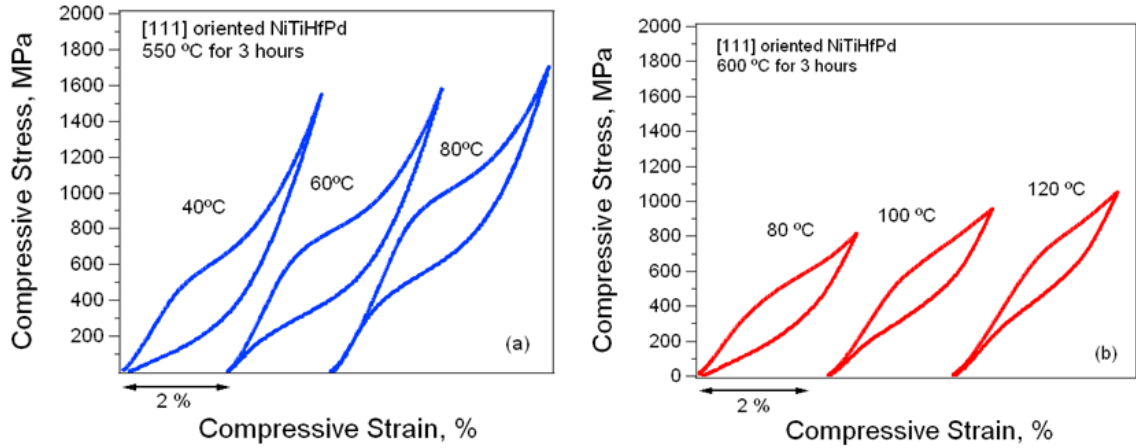 [111] oriented NiTiHfPd
550 ºC for 3 hours
2000
1800
1600
1400
1200
1000
800
600
400
200
Compressive Stress, MPa
40ºC
60ºC
80ºC
(a)
2 %
Compressive Strain, %
[111] oriented NiTiHfPd
600 ºC for 3 hours
2000
1800
1600
1400
1200
1000
800
600
400
200
0
Compressive Stress, MPa
80 ºC
100 ºC
120 ºC
(b)
2 %
Compressive Strain, %